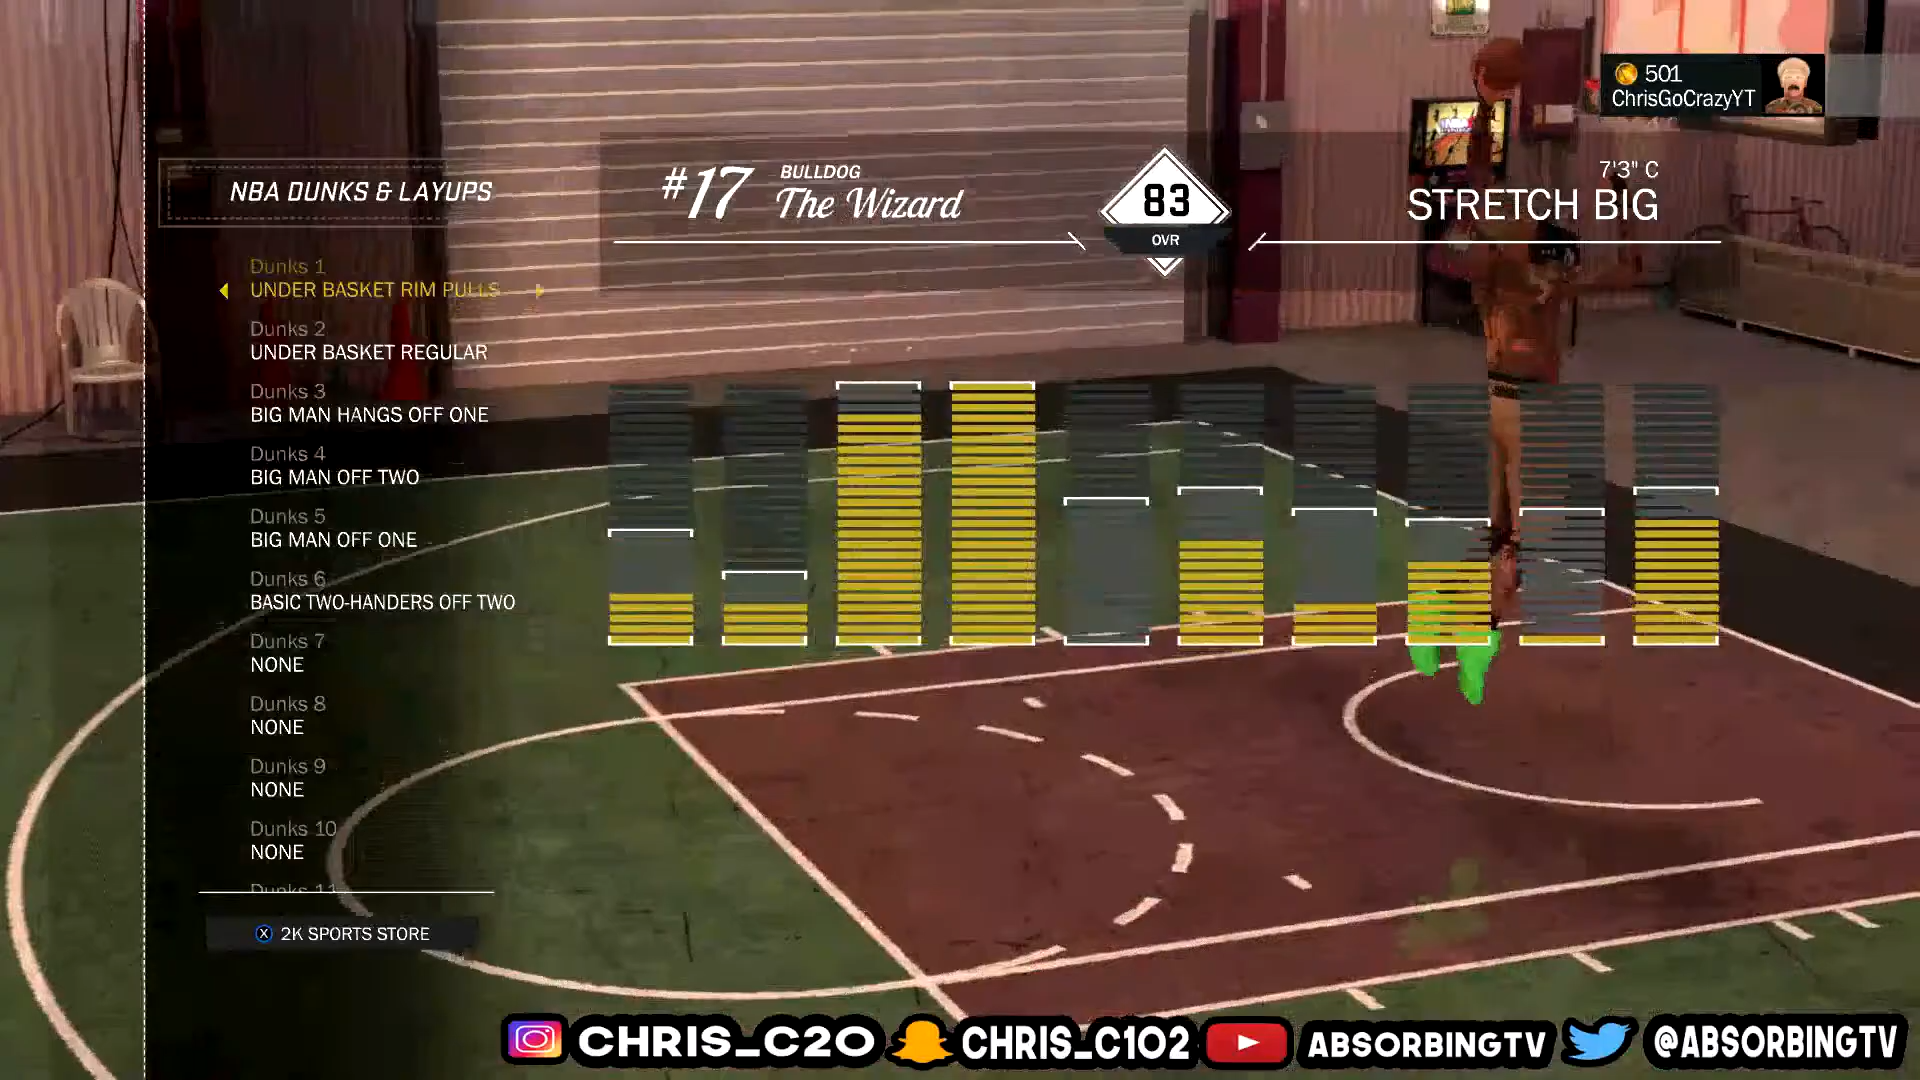 501
ChrisGoCrazyYT
NBA DUNKS & LAYUPS
#17
BULLDOG
The Wizard
83
OVR
7'3" C
STRETCH BIG
Dunks 1
UNDER BASKET RIM PULLS
Dunks 2
UNDER BASKET REGULAR
Dunks 3
BIG MAN HANGS OFF ONE
Dunks 4
BIG MAN OFF TWO
Dunks 5
BIG MAN OFF ONE
Dunks 6
BASIC TWO-HANDERS OFF TWO
Dunks 7
NONE
Dunks 8
NONE
Dunks 9
NONE
Dunks 10
NONE
Dunks 11
2K SPORTS STORE
CHRIS_C20 CHRIS_C102 ABSORBINGTV @ABSORBINGTV